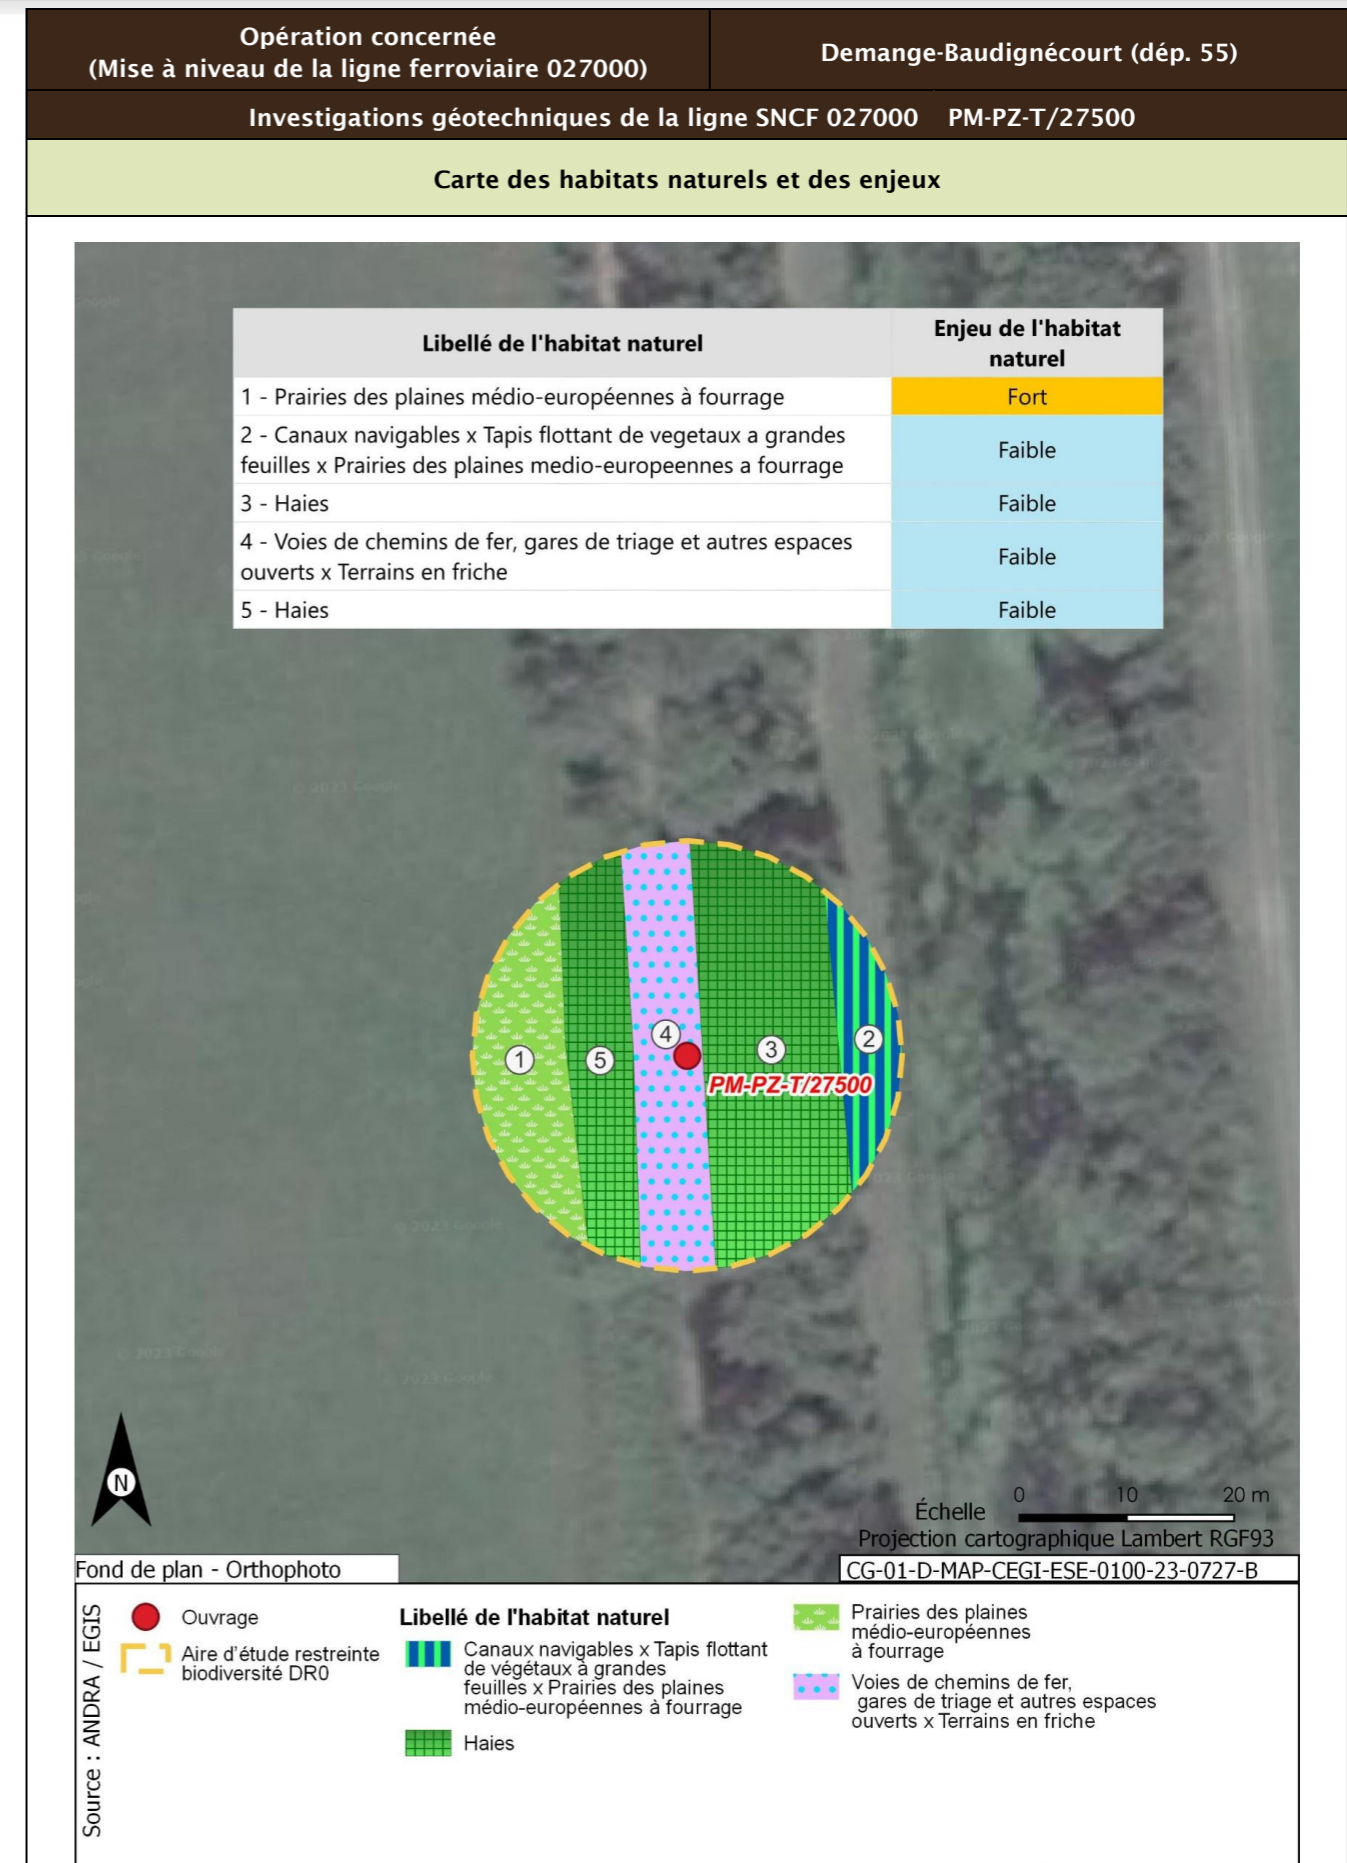 Opération concernée
(Mise à niveau de la ligne ferroviaire 027000)
Demange-Baudignécourt (dép. 55)
Investigations géotechniques de la ligne SNCF 027000 PM-PZ-T/27500
Carte des habitats naturels et des enjeux
Libellé de l'habitat naturel
Enjeu de l'habitat
naturel
1 - Prairies des plaines médio-européennes à fourrage
Fort
2 - Canaux navigables x Tapis flottant de vegetaux a grandes
feuilles x Prairies des plaines medio-europeennes a fourrage
Faible
3 - Haies
Faible
4 - Voies de chemins de fer, gares de triage et autres espaces
ouverts x Terrains en friche
Faible
5 - Haies
Faible
© 2023 Google
1
5
4
3
2
PM-PZ-T/27500
© 2023 Google
© 2023 Google
2023 Google
N
0 10 20 m
Échelle
Projection cartographique Lambert RGF93
Fond de plan - Orthophoto
CG-01-D-MAP-CEGI-ESE-0100-23-0727-B
Source : ANDRA / EGIS
Ouvrage
Aire d'étude restreinte
biodiversité DR0
Libellé de l'habitat naturel
Canaux navigables x Tapis flottant
de végétaux à grandes
feuilles x Prairies des plaines
médio-européennes à fourrage
Haies
Prairies des plaines
médio-européennes
à fourrage
Voies de chemins de fer,
gares de triage et autres espaces
ouverts x Terrains en friche